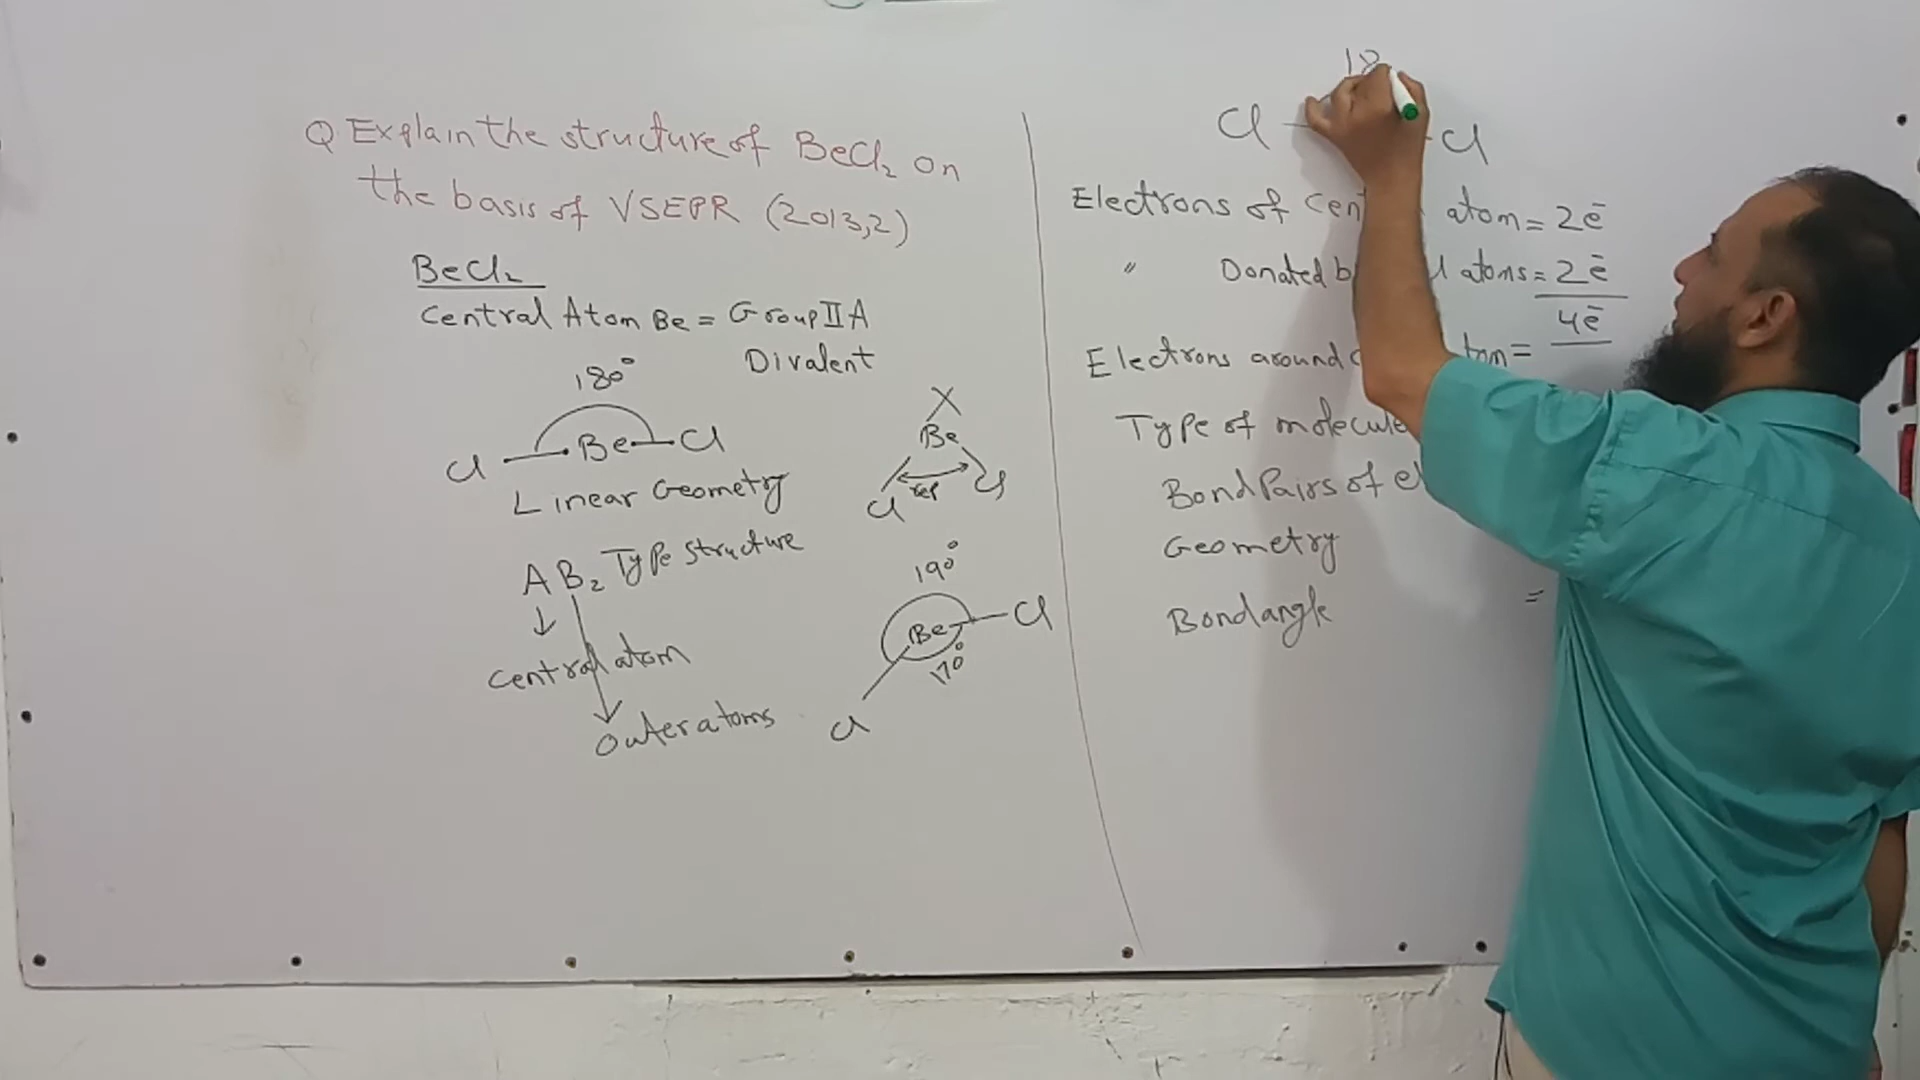 Q Explain the structure of BeCl₂ on
the basis of VSEPR (2013,2)
BeCl₂
Central Atom Be = Group II A
Divalent
180°
Cl Be Cl
Linear Geometry
AB₂ Type structure
central atom
outer atoms
X
Be
Cl rep Cl
190°
Be Cl
170°
Cl
18
Cl Cl
Electrons of cen atom = 2ē
" Donated b atoms = 2ē
4ē
Electrons around =
Type of molecule
Bond Pairs of
Geometry
Bond angle =